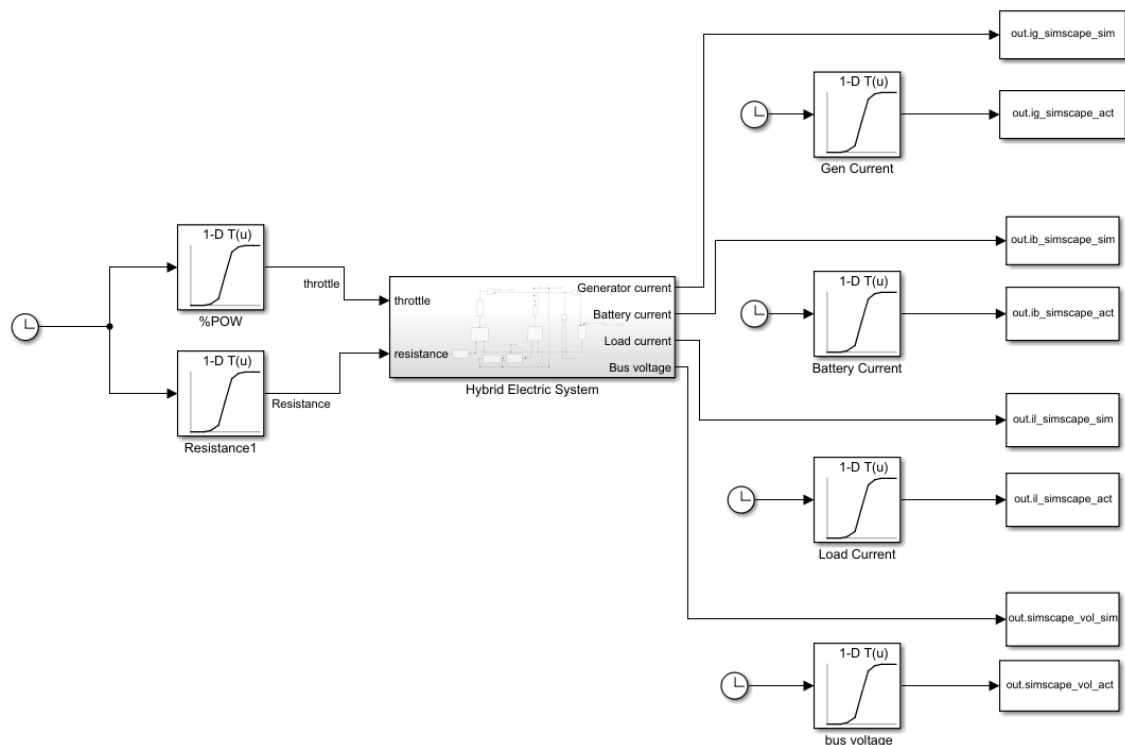 out.ig_simscape_sim
1-D T(u)
Gen Current
out.ig_simscape_act
1-D T(u)
%POW
throttle
1-D T(u)
Resistance1
Resistance
throttle
resistance
Generator current
Battery current
Load current
Bus voltage
Hybrid Electric System
out.ib_simscape_sim
1-D T(u)
Battery Current
out.ib_simscape_act
out.il_simscape_sim
1-D T(u)
Load Current
out.il_simscape_act
out.simscape_vol_sim
1-D T(u)
bus voltage
out.simscape_vol_act